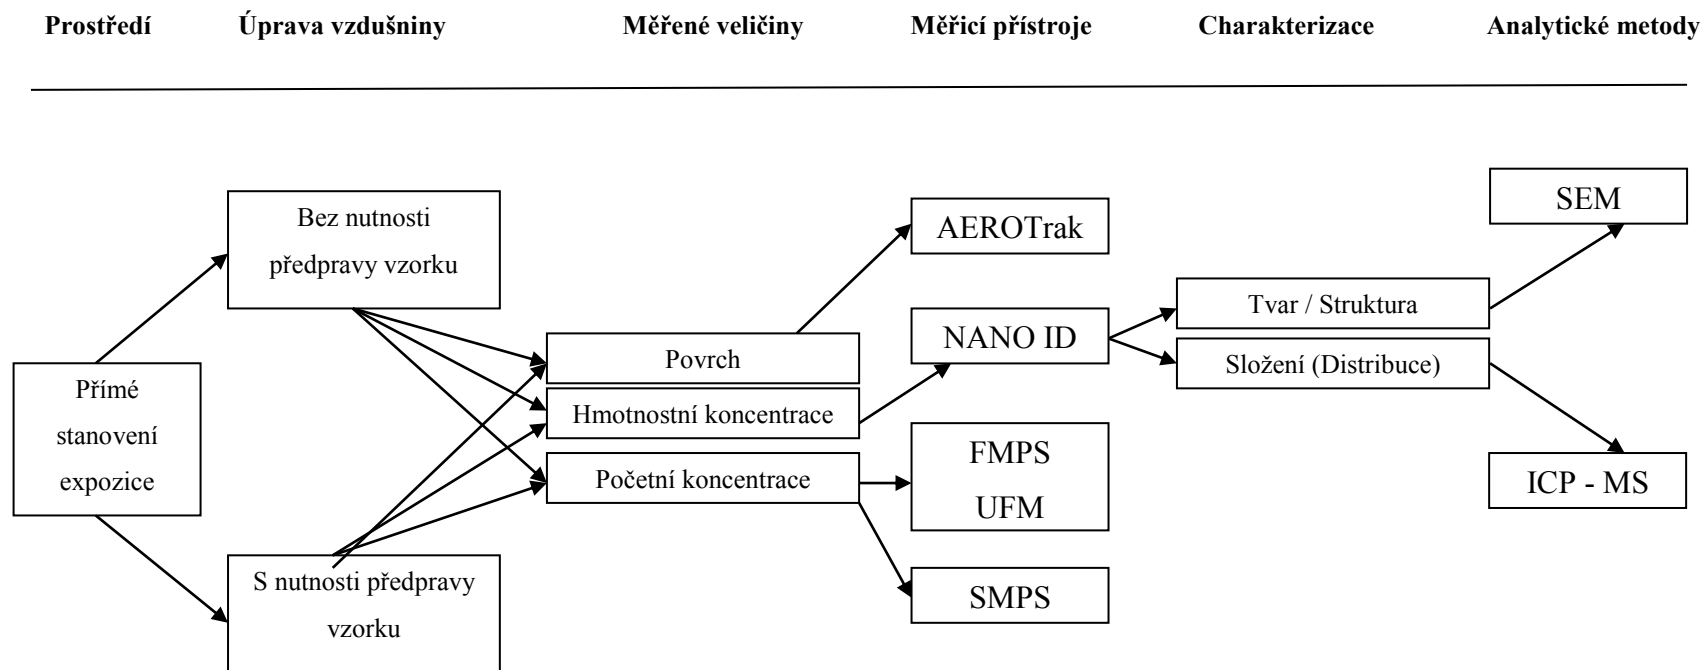 Prostředí
Úprava vzdušniny
Měřené veličiny
Měřicí přístroje
Charakterizace
Analytické metody
Přímé
stanovení
expozice
Bez nutnosti
předpravy vzorku
S nutnosti předpravy
vzorku
Povrch
Hmotnostní koncentrace
Početní koncentrace
AEROTrak
NANO ID
FMPS
UFM
SMPS
Tvar / Struktura
Složení (Distribuce)
SEM
ICP - MS